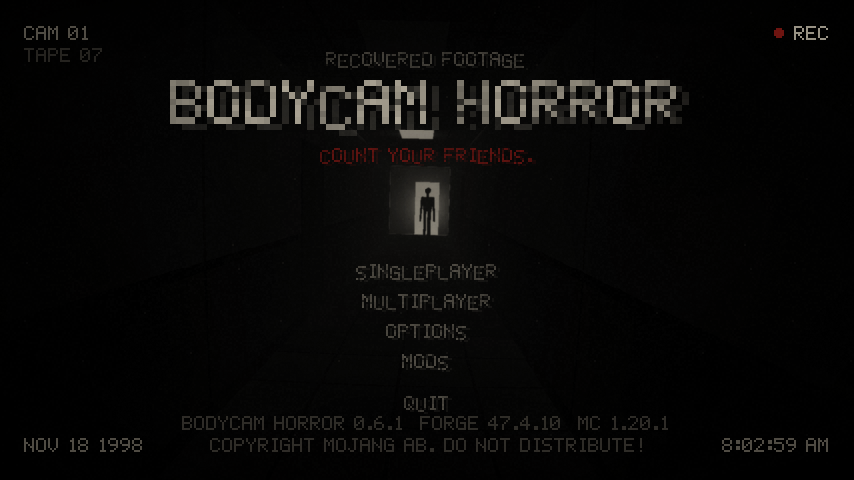 CAM 01
REC
TAPE 07
RECOVERED FOOTAGE
BODYCAM HORROR
COUNT YOUR FRIENDS.
SINGLEPLAYER
MULTIPLAYER
OPTIONS
MODS
QUIT
BODYCAM HORROR 0.6.1 FORGE 47.4.10 MC 1.20.1
NOV 18 1998
COPYRIGHT MOJANG AB. DO NOT DISTRIBUTE!
8:02:59 AM